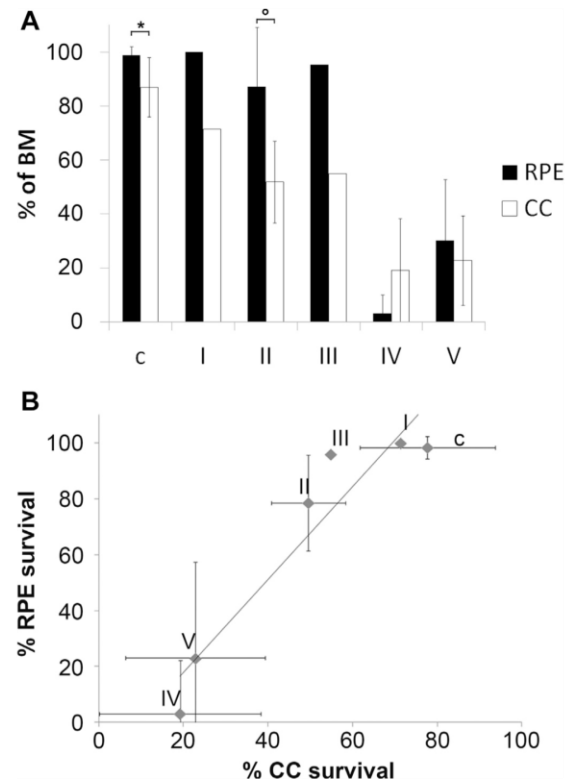 A
% of BM
100
80
60
40
20
0
* °
c I II III IV V
RPE
CC
B
% RPE survival
100
80
60
40
20
0
I
III
c
II
V
IV
0 20 40 60 80 100
% CC survival